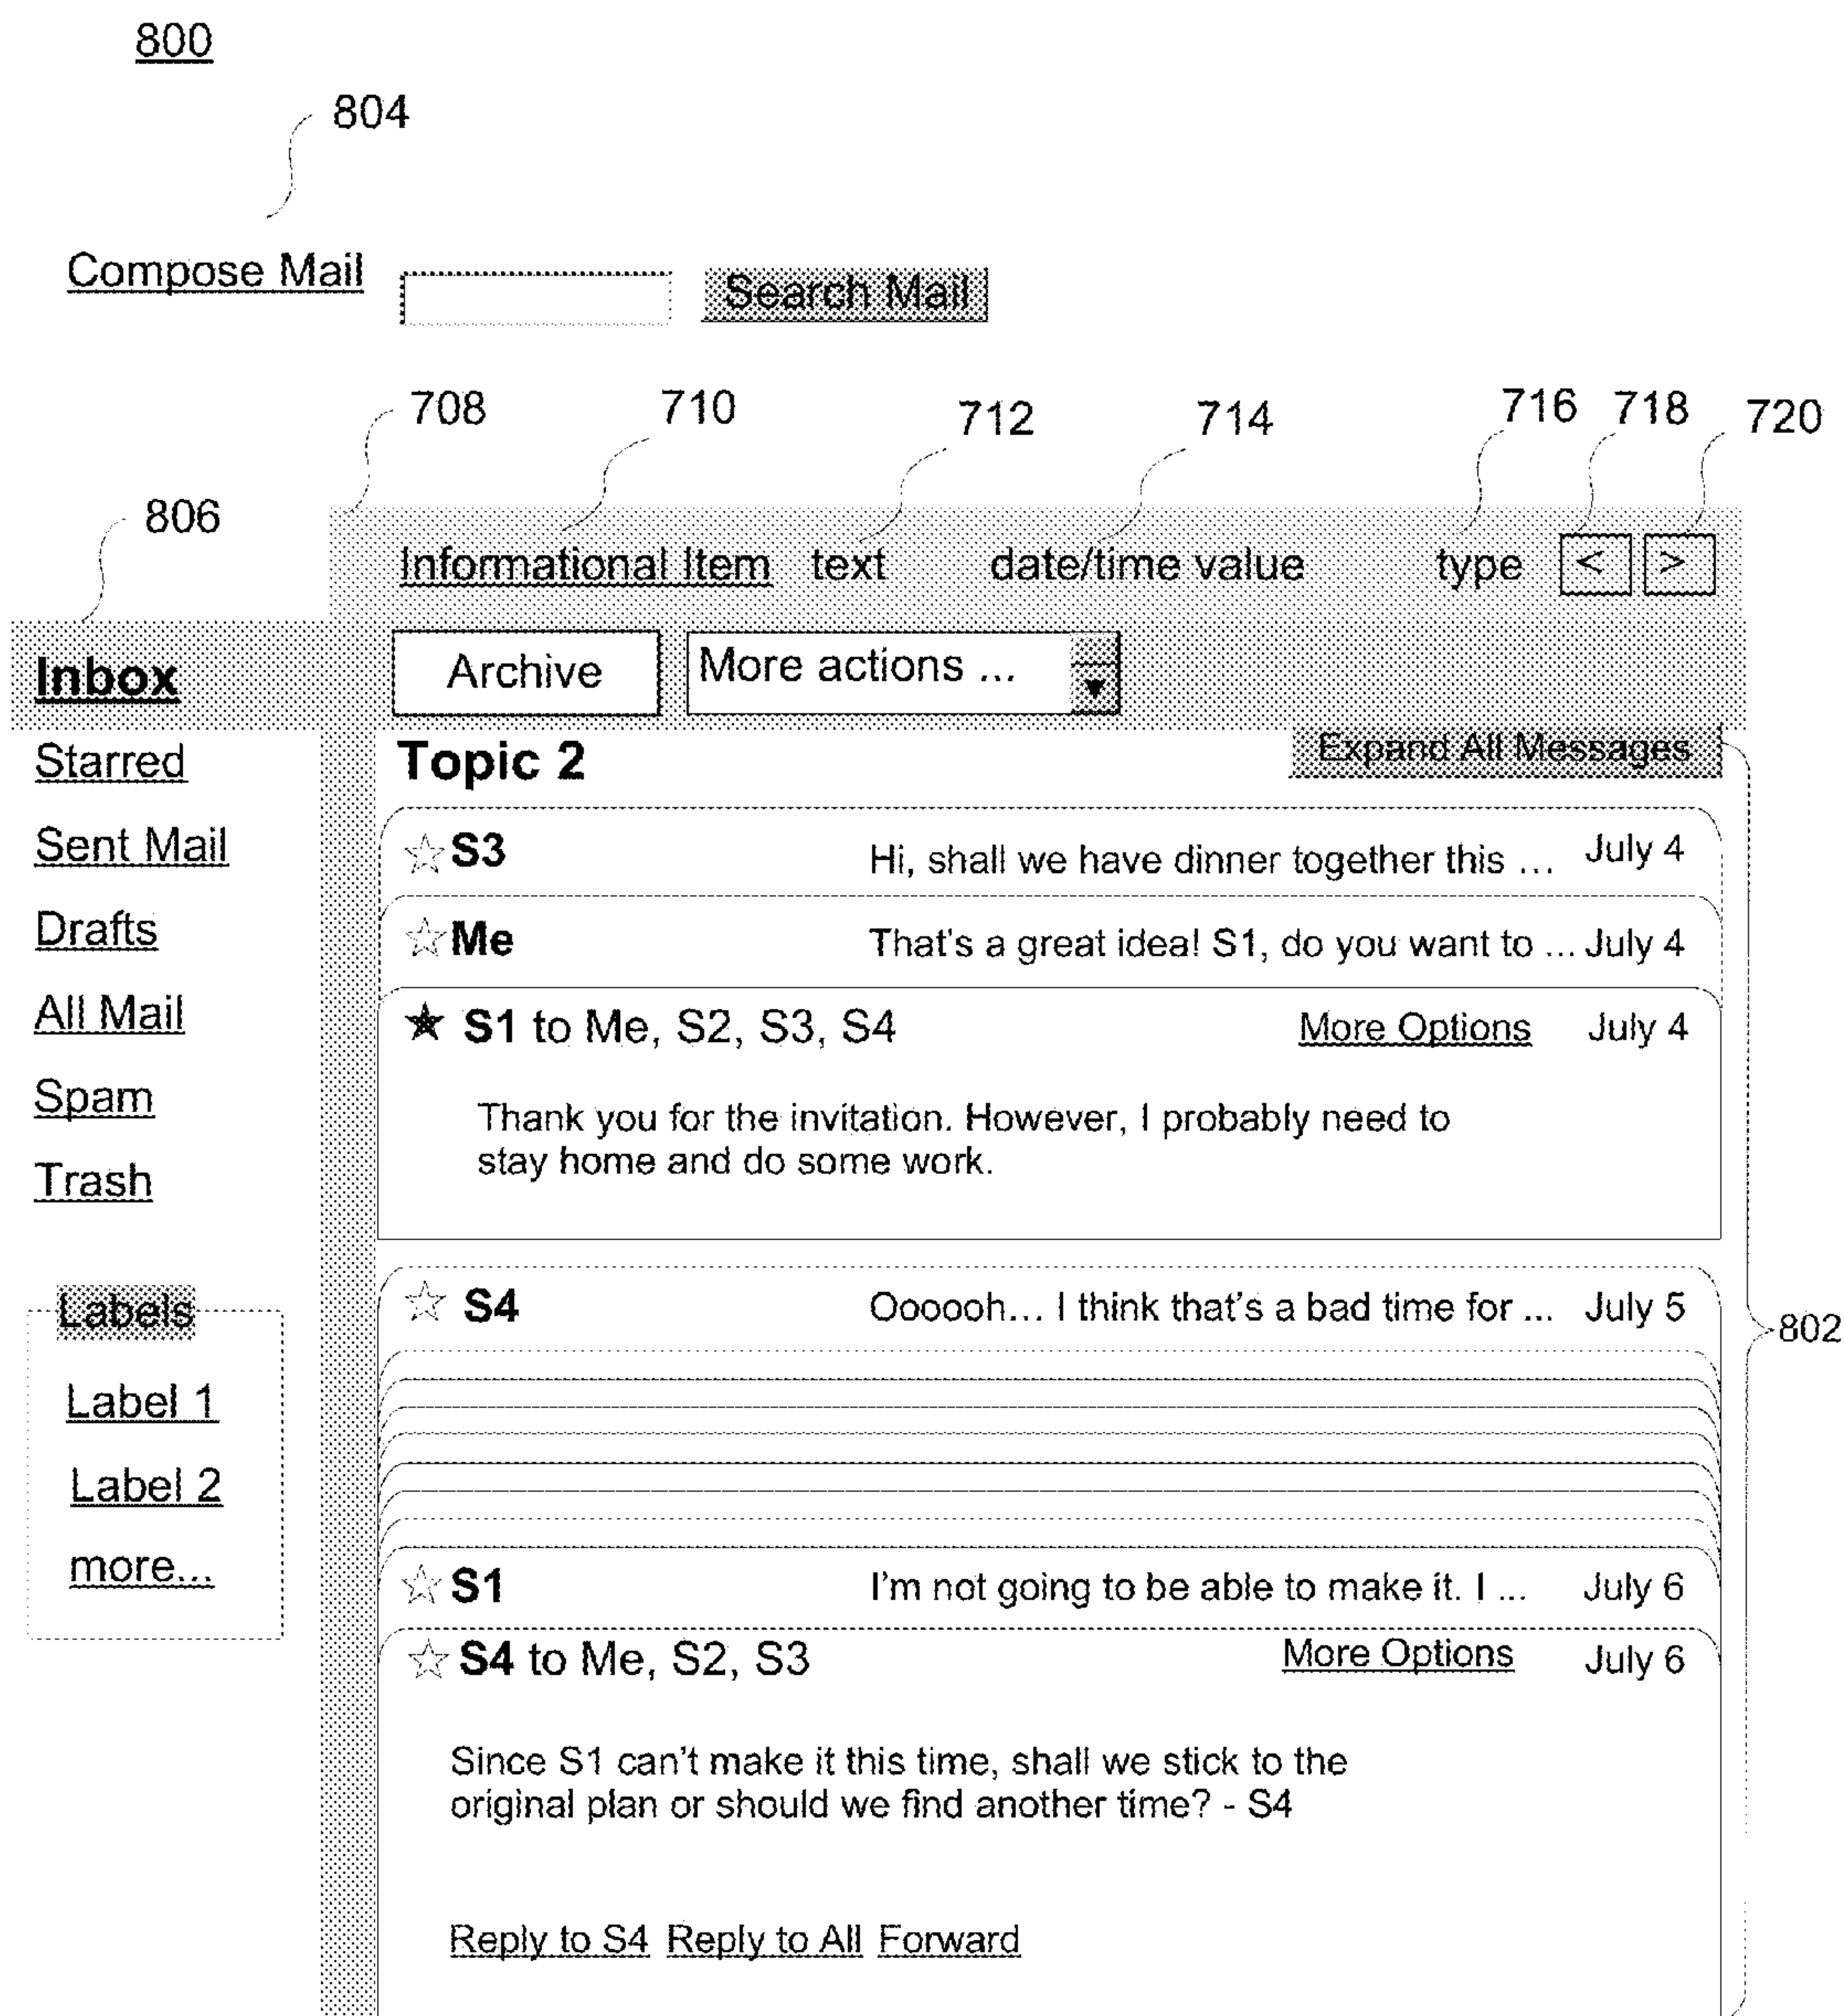 800
804
Compose Mail Search Mail
708 710 712 714 716 718 720
806
Informational Item text date/time value type < >
Inbox Archive More actions ...
Topic 2 Expand All Messages
Starred
S3 Hi, shall we have dinner together this ... July 4
Sent Mail
Me That's a great idea! S1, do you want to ... July 4
Drafts
All Mail
S1 to Me, S2, S3, S4 More Options July 4
Spam
Thank you for the invitation. However, I probably need to
stay home and do some work.
Trash
Labels
S4 Oooooh... I think that's a bad time for ... July 5
802
Label 1
Label 2
more...
S1 I'm not going to be able to make it. I ... July 6
S4 to Me, S2, S3 More Options July 6
Since S1 can't make it this time, shall we stick to the
original plan or should we find another time? - S4
Reply to S4 Reply to All Forward